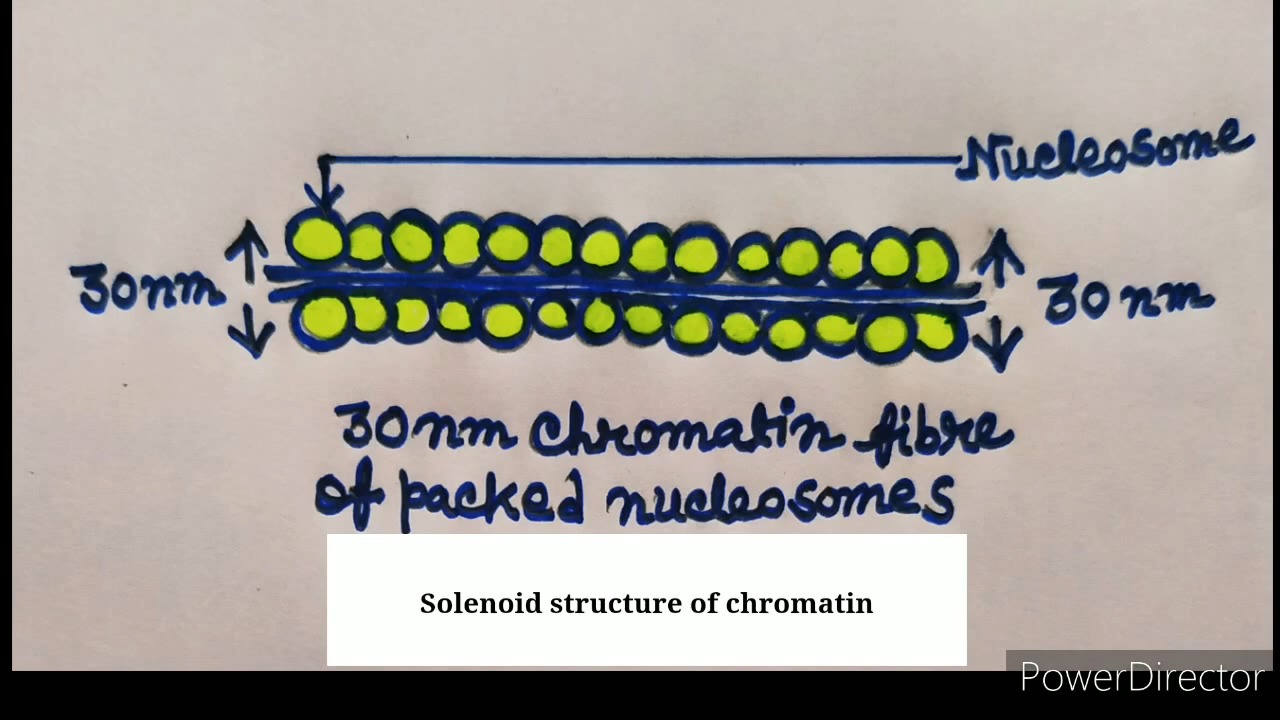 Nucleosome
30nm
30 nm
30nm chromatin fibre
of packed nucleosomes
Solenoid structure of chromatin
PowerDirector